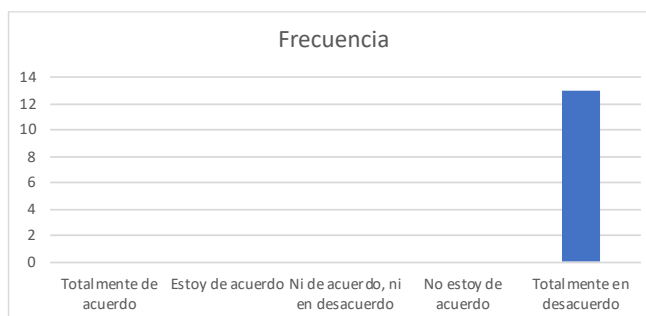 Frecuencia
14
12
10
8
6
4
2
0
Totalmente de acuerdo
Estoy de acuerdo
Ni de acuerdo, ni en desacuerdo
No estoy de acuerdo
Totalmente en desacuerdo